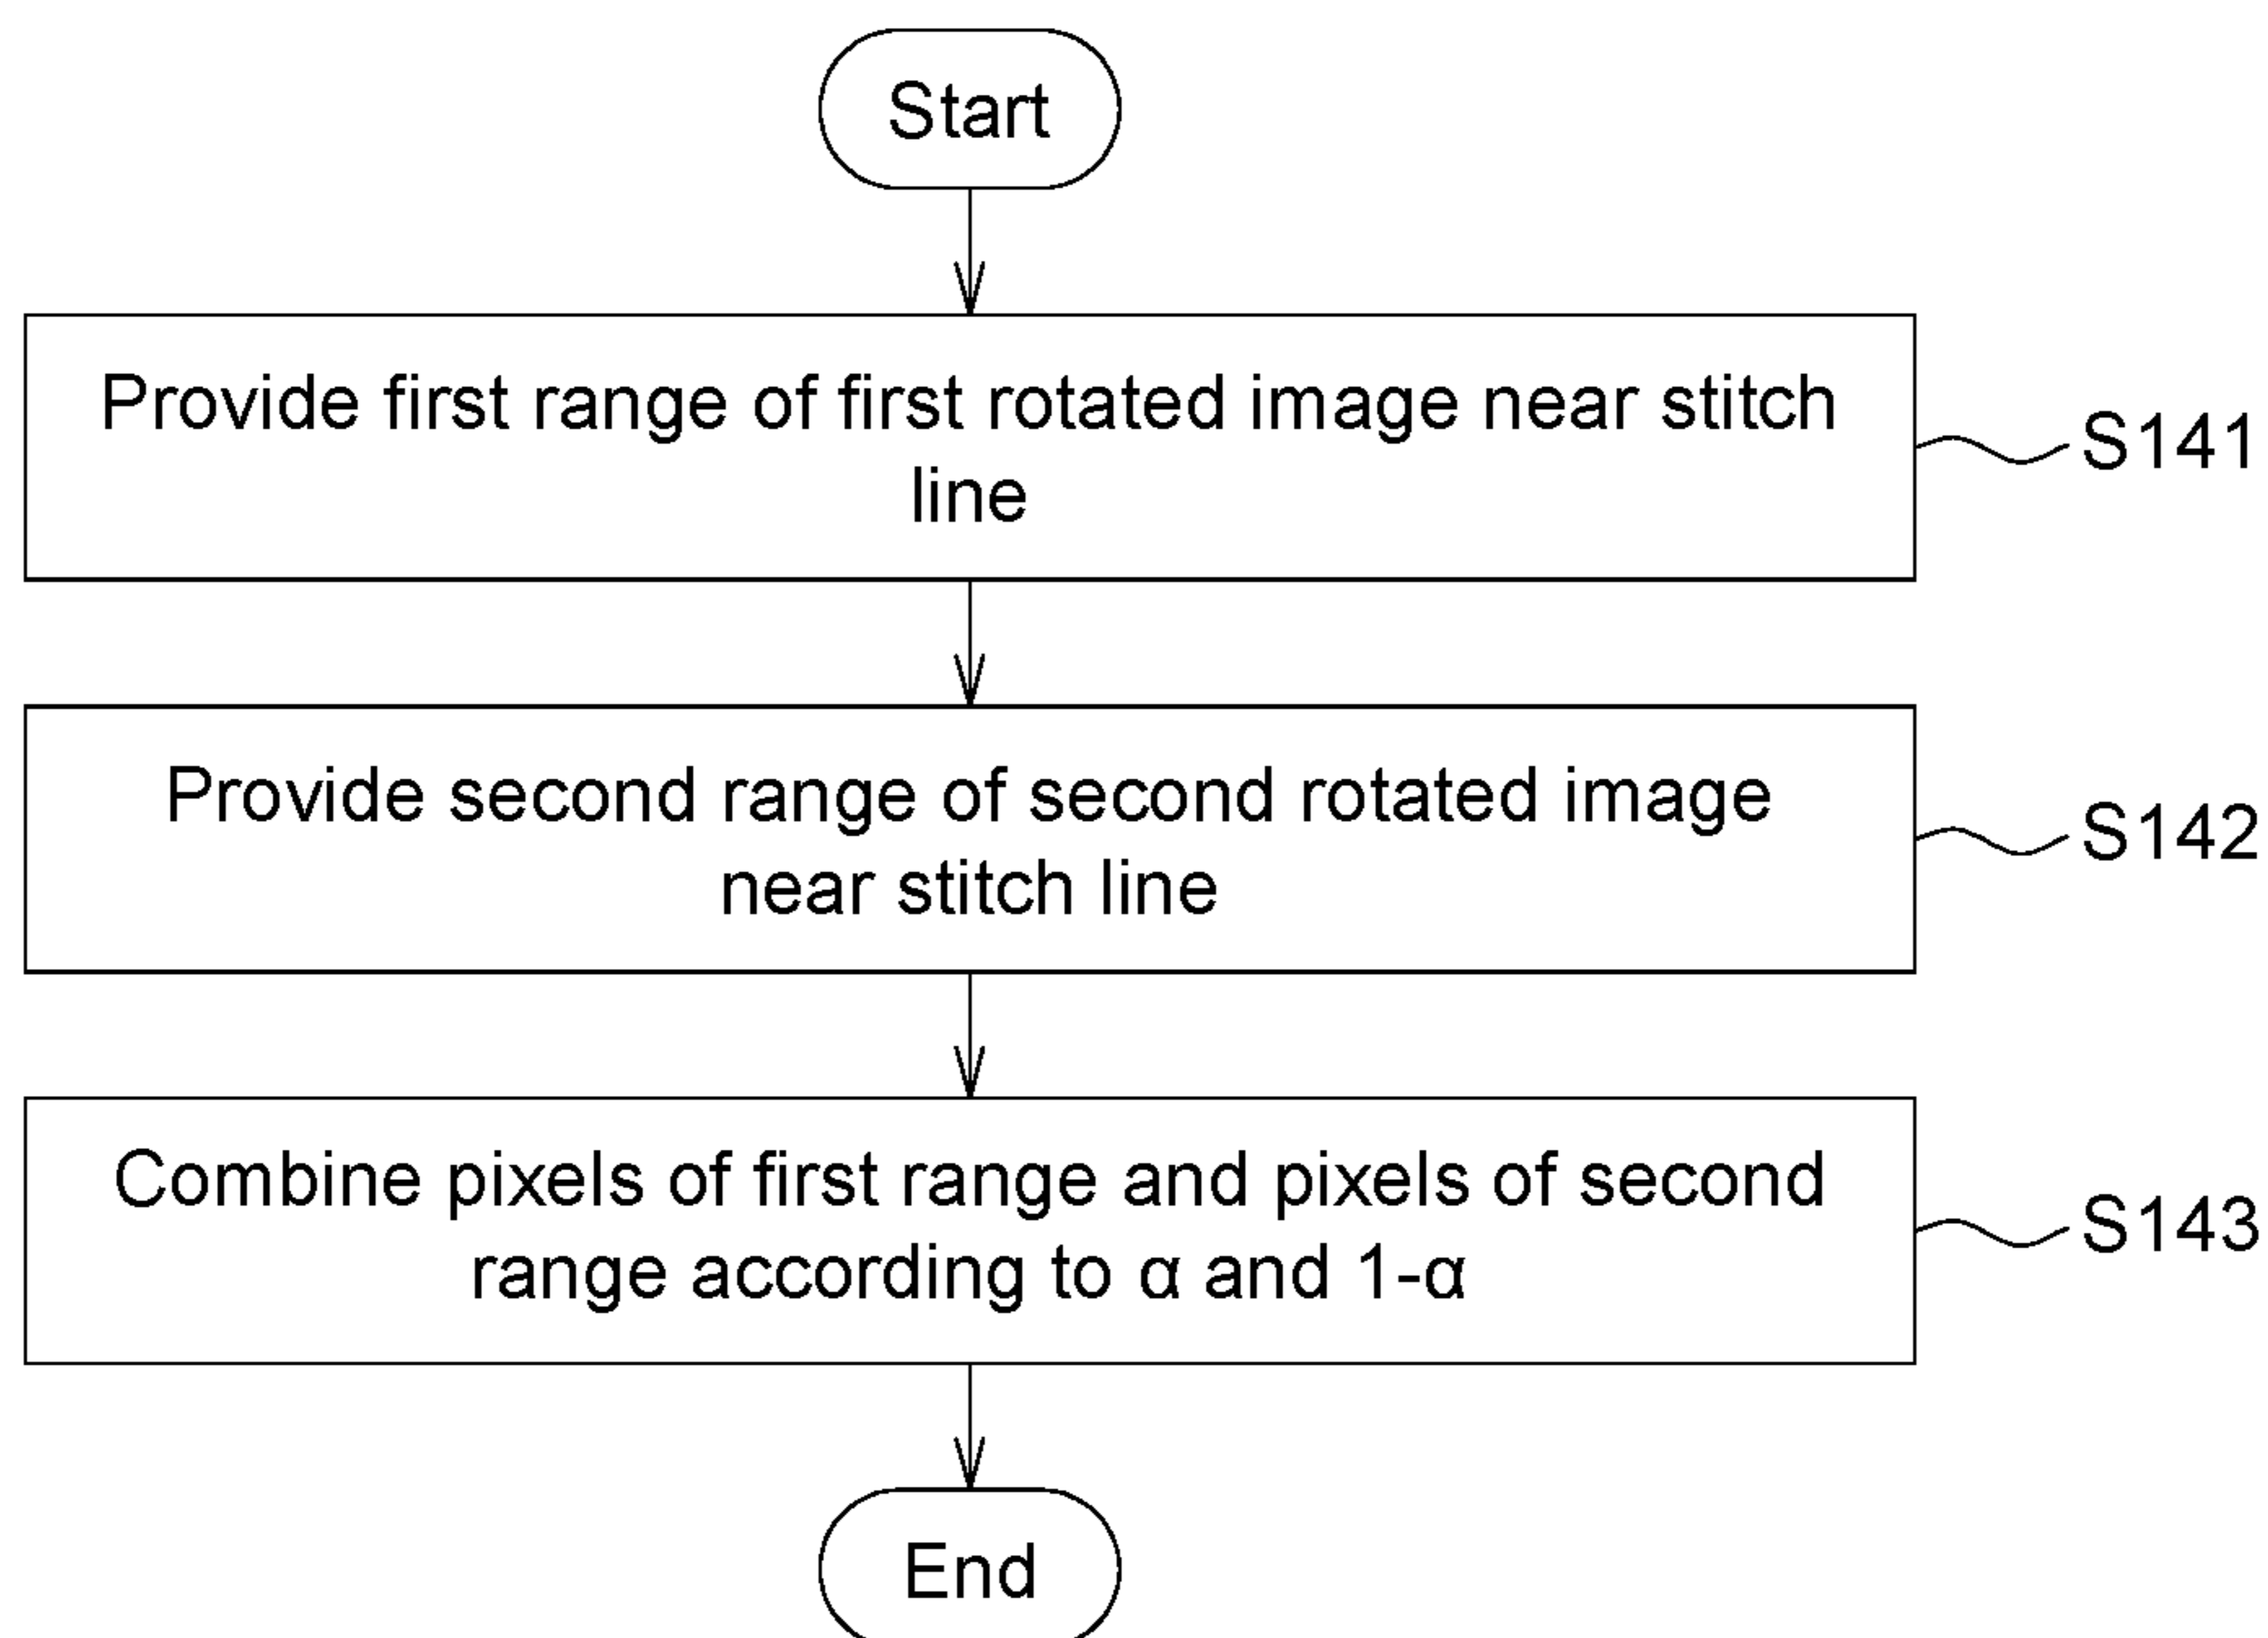 Start
Provide first range of first rotated image near stitch
line
S141
Provide second range of second rotated image
near stitch line
S142
Combine pixels of first range and pixels of second
range according to α and 1-α
S143
End